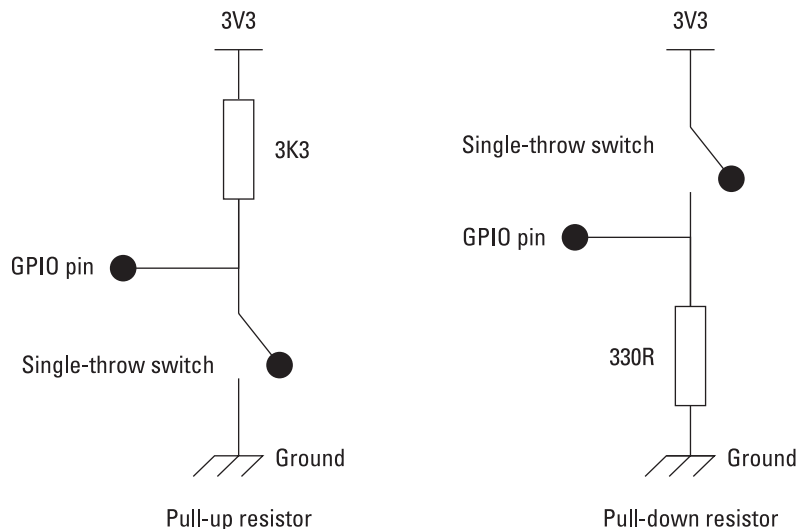 3V3
3K3
GPIO pin
Single-throw switch
Ground
Pull-up resistor
3V3
Single-throw switch
GPIO pin
330R
Ground
Pull-down resistor